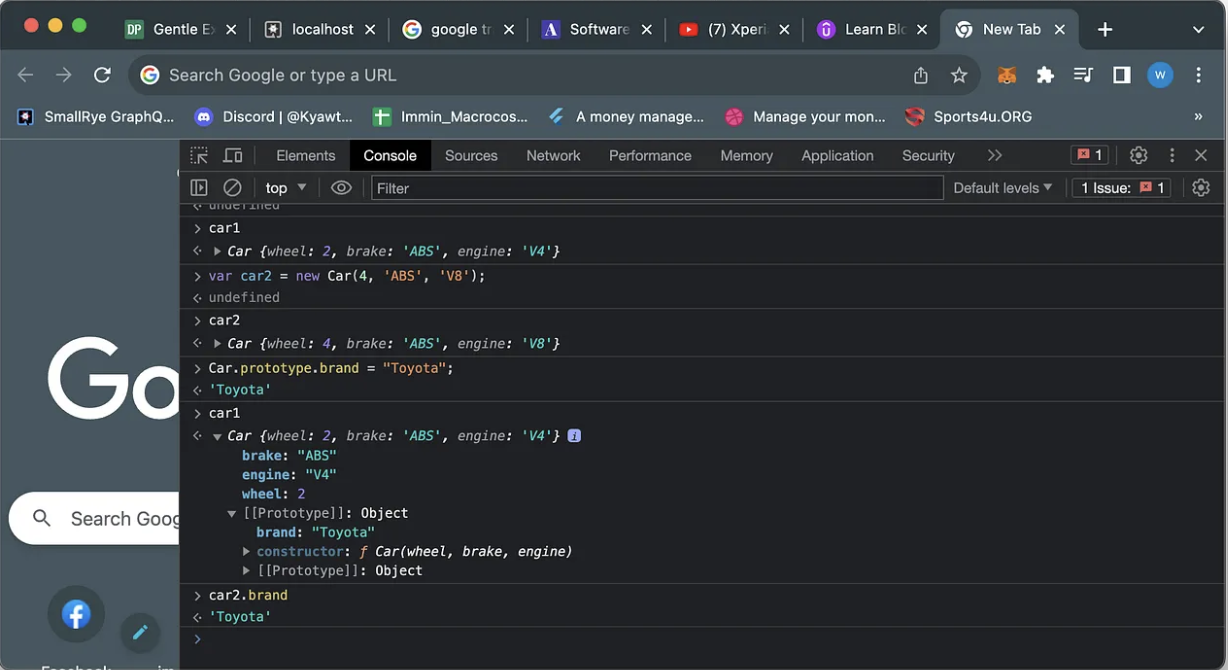 DP Gentle Ex
localhost
google tr
A Software
(7) Xperi
Learn Blo
New Tab
Search Google or type a URL
W
SmallRye GraphQ...
Discord | @Kyawt...
Immin_Macrocos...
A money manage...
Manage your mon...
Sports4u.ORG
»
Elements Console Sources Network Performance Memory Application Security 1
top Filter Default levels 1 Issue: 1
undefined
car1
Car {wheel: 2, brake: 'ABS', engine: 'V4'}
var car2 = new Car(4, 'ABS', 'V8');
undefined
car2
Car {wheel: 4, brake: 'ABS', engine: 'V8'}
Car.prototype.brand = "Toyota";
'Toyota'
car1
Car {wheel: 2, brake: 'ABS', engine: 'V4'} i
brake: "ABS"
engine: "V4"
wheel: 2
[[Prototype]]: Object
brand: "Toyota"
constructor: ƒ Car(wheel, brake, engine)
[[Prototype]]: Object
car2.brand
'Toyota'
Go
Search Goog
Facebook